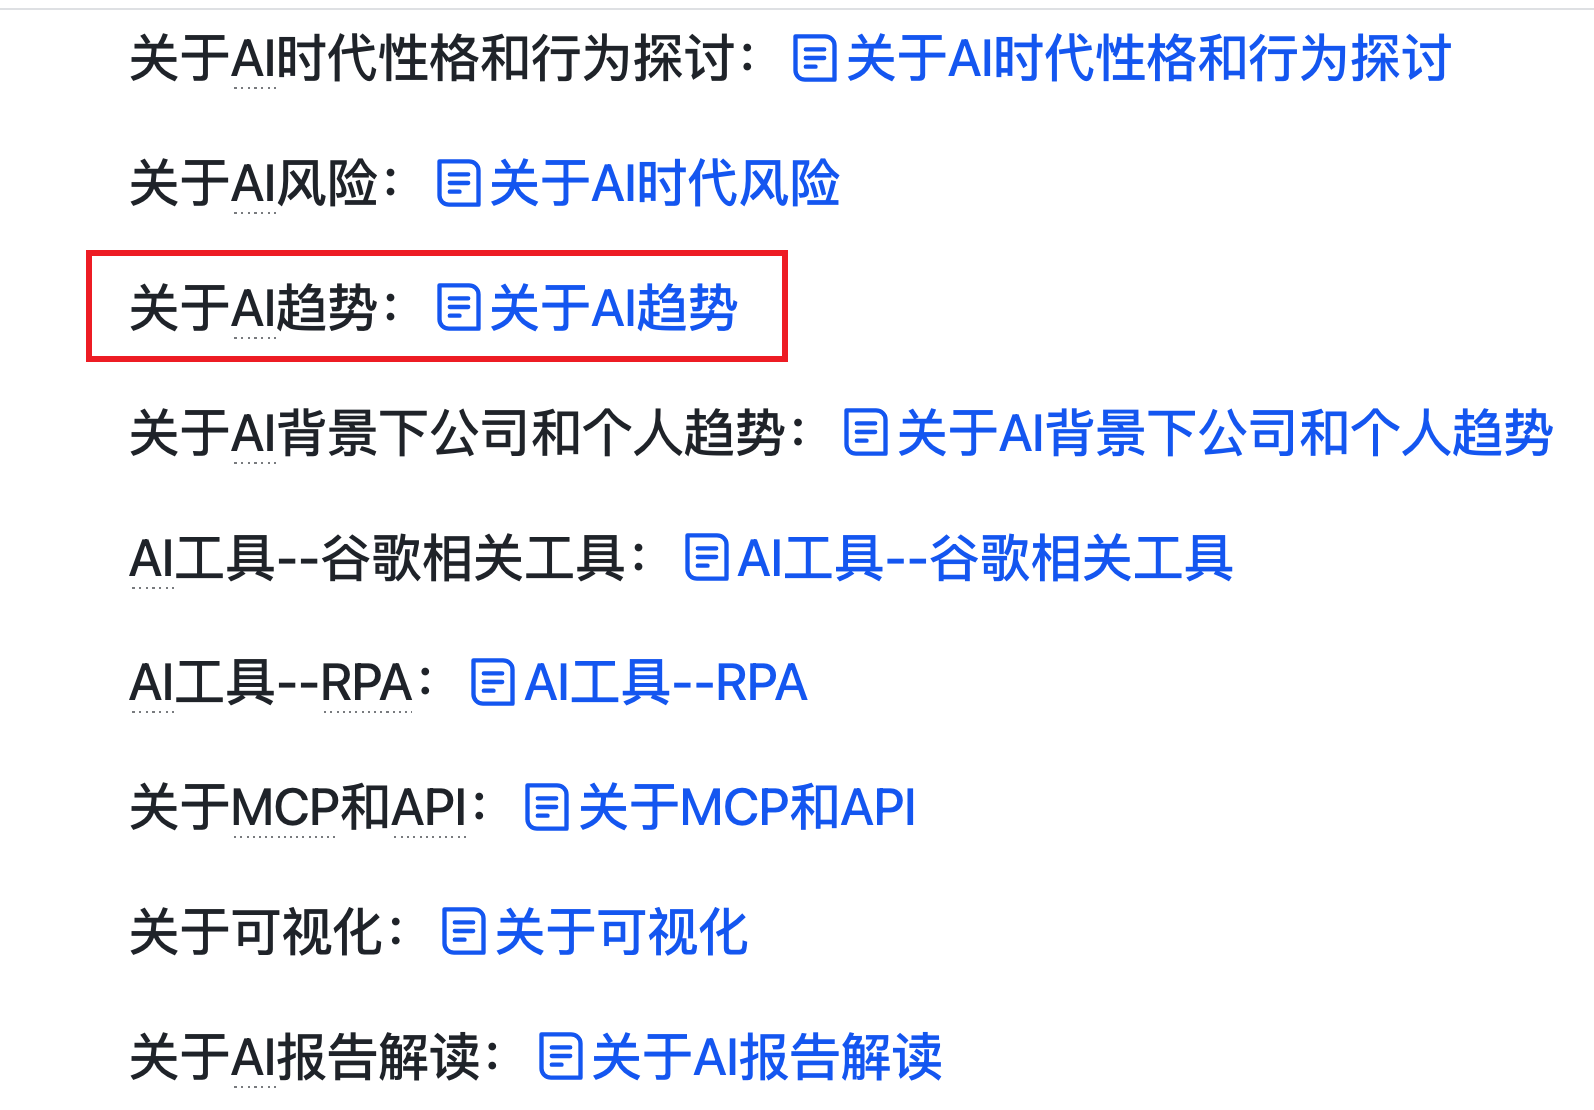 关于AI时代性格和行为探讨： 关于AI时代性格和行为探讨
关于AI风险： 关于AI时代风险
关于AI趋势： 关于AI趋势
关于AI背景下公司和个人趋势： 关于AI背景下公司和个人趋势
AI工具--谷歌相关工具： AI工具--谷歌相关工具
AI工具--RPA： AI工具--RPA
关于MCP和API： 关于MCP和API
关于可视化： 关于可视化
关于AI报告解读： 关于AI报告解读